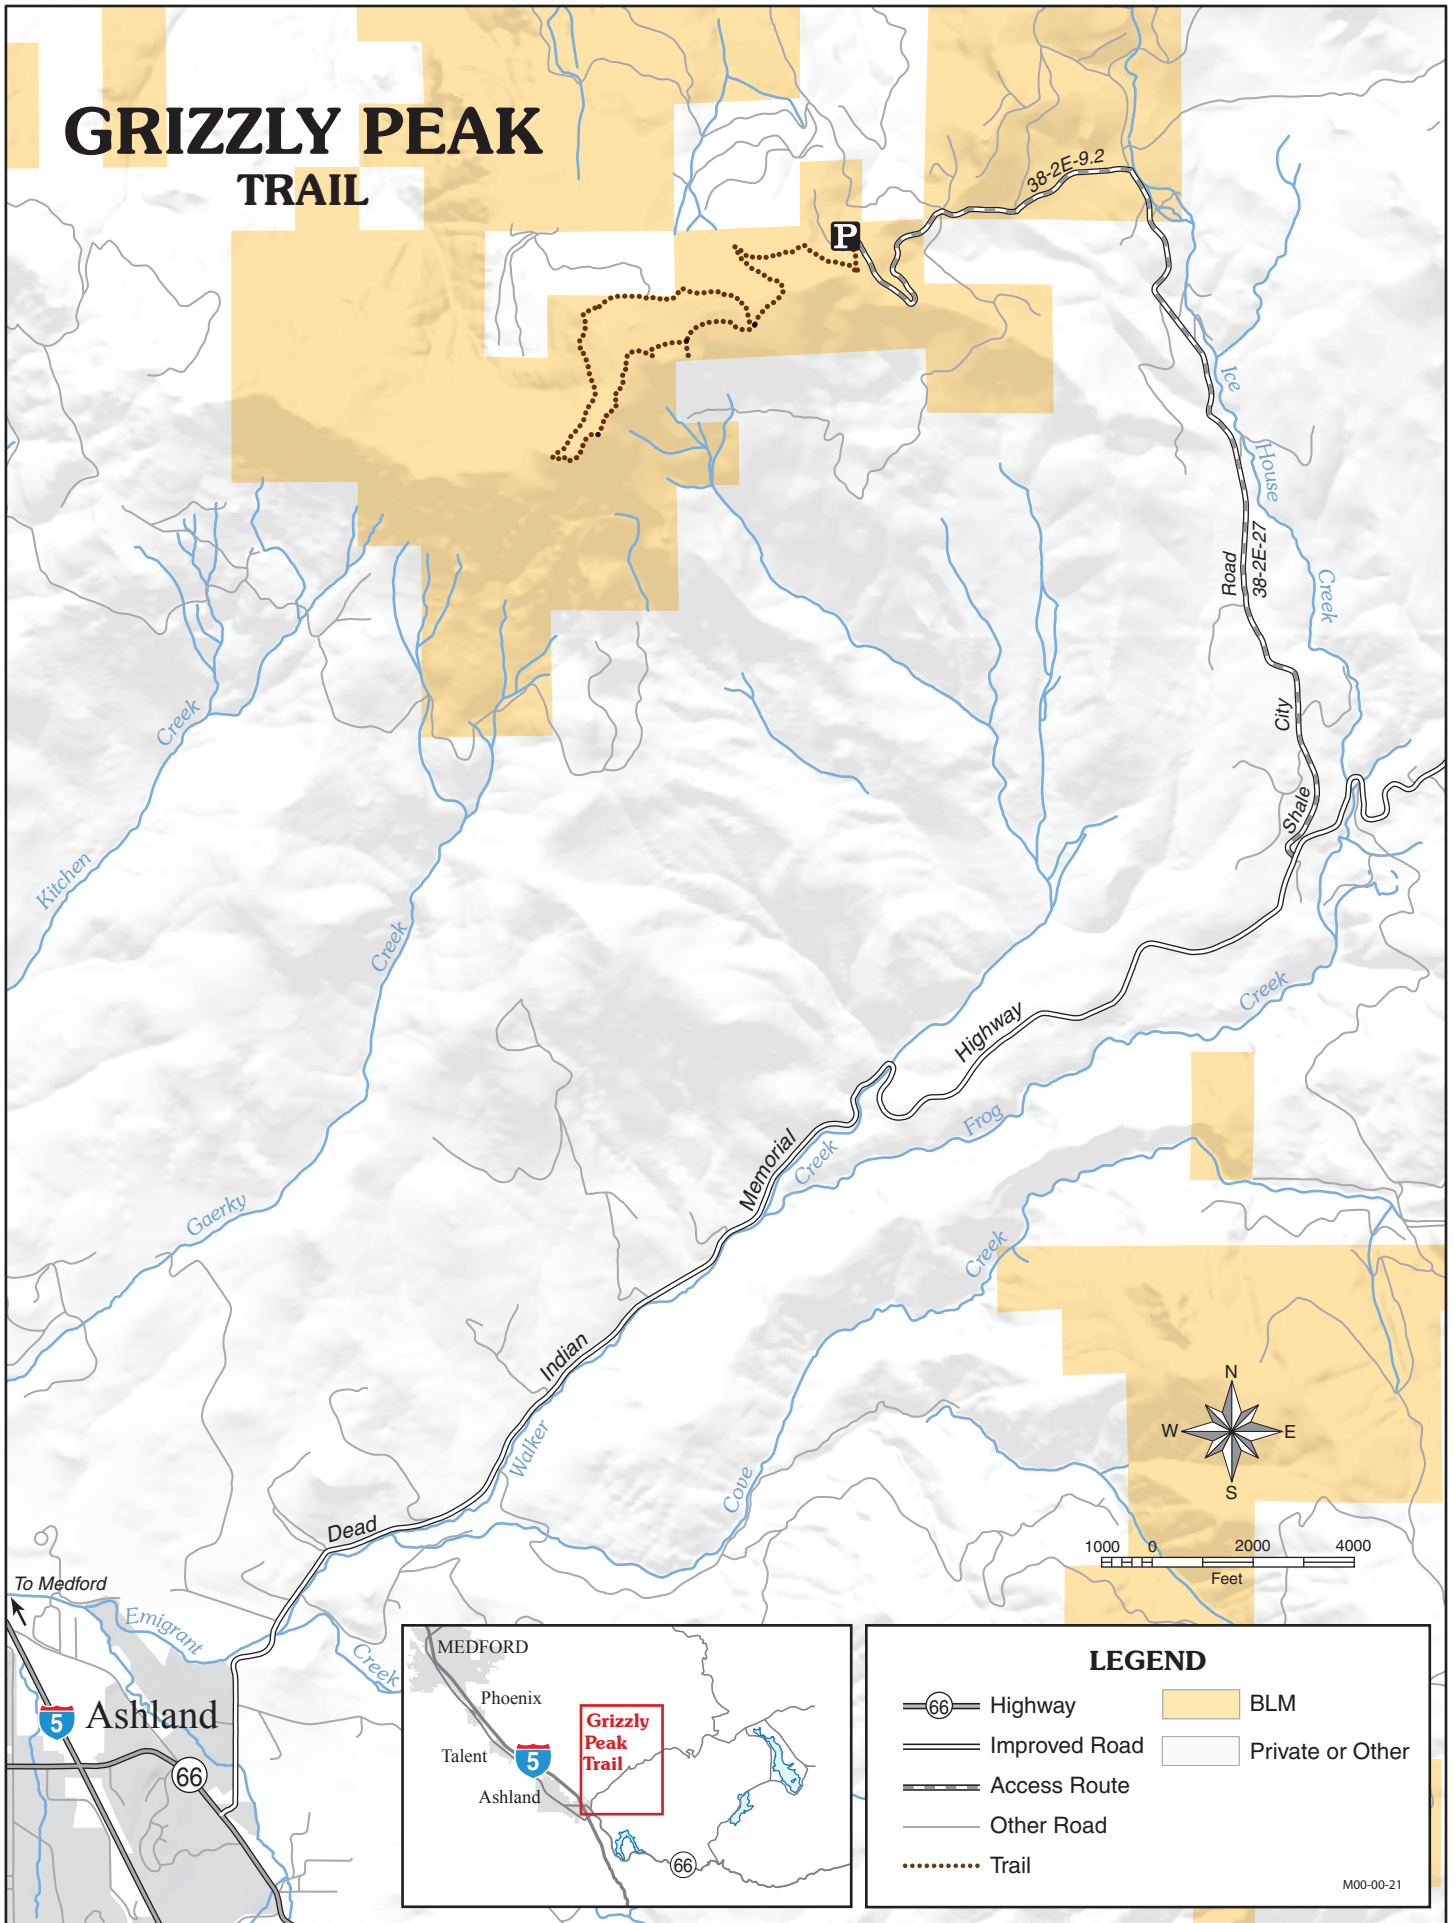 GRIZZLY PEAK
TRAIL
38-2E-9.2
P
Ice
House
Creek
Road
38-2E-27
City
Shale
Creek
Kitchen
Creek
Gaerky
Creek
Frog
Highway
Memorial
Creek
Indian
Dead
Walker
Creek
Cove
N
W
E
S
1000 0 2000 4000
Feet
To Medford
Emigrant
Creek
5
Ashland
66
MEDFORD
Phoenix
Talent
5
Ashland
Grizzly
Peak
Trail
66
LEGEND
66 Highway
Improved Road
Access Route
Other Road
Trail
BLM
Private or Other
M00-00-21